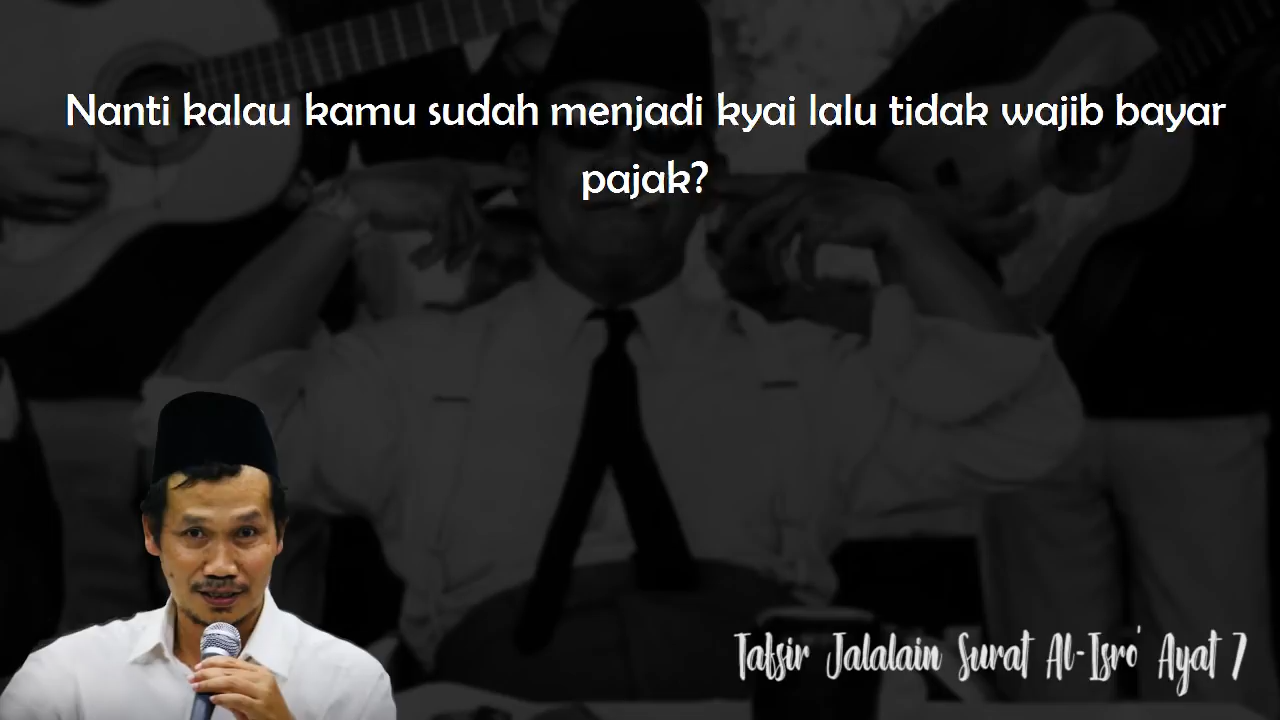 Nanti kalau kamu sudah menjadi kyai lalu tidak wajib bayar
pajak?
Tafsir Jalalain Surat Al-Isro' Ayat 7